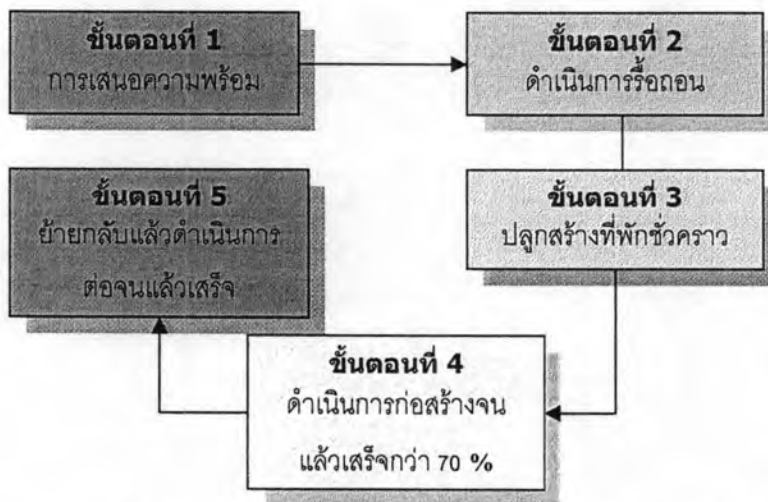 ขั้นตอนที่ 1
การเสนอความพร้อม
ขั้นตอนที่ 2
ดำเนินการรื้อถอน
ขั้นตอนที่ 3
ปลูกสร้างที่พักชั่วคราว
ขั้นตอนที่ 4
ดำเนินการก่อสร้างจน
แล้วเสร็จกว่า 70 %
ขั้นตอนที่ 5
ย้ายกลับแล้วดำเนินการ
ต่อจนแล้วเสร็จ